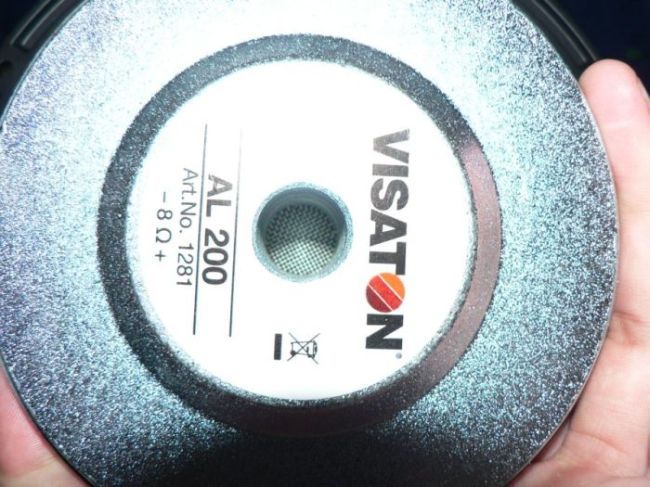 VISATON®
AL 200
Art.No. 1281
- 8 Ω +